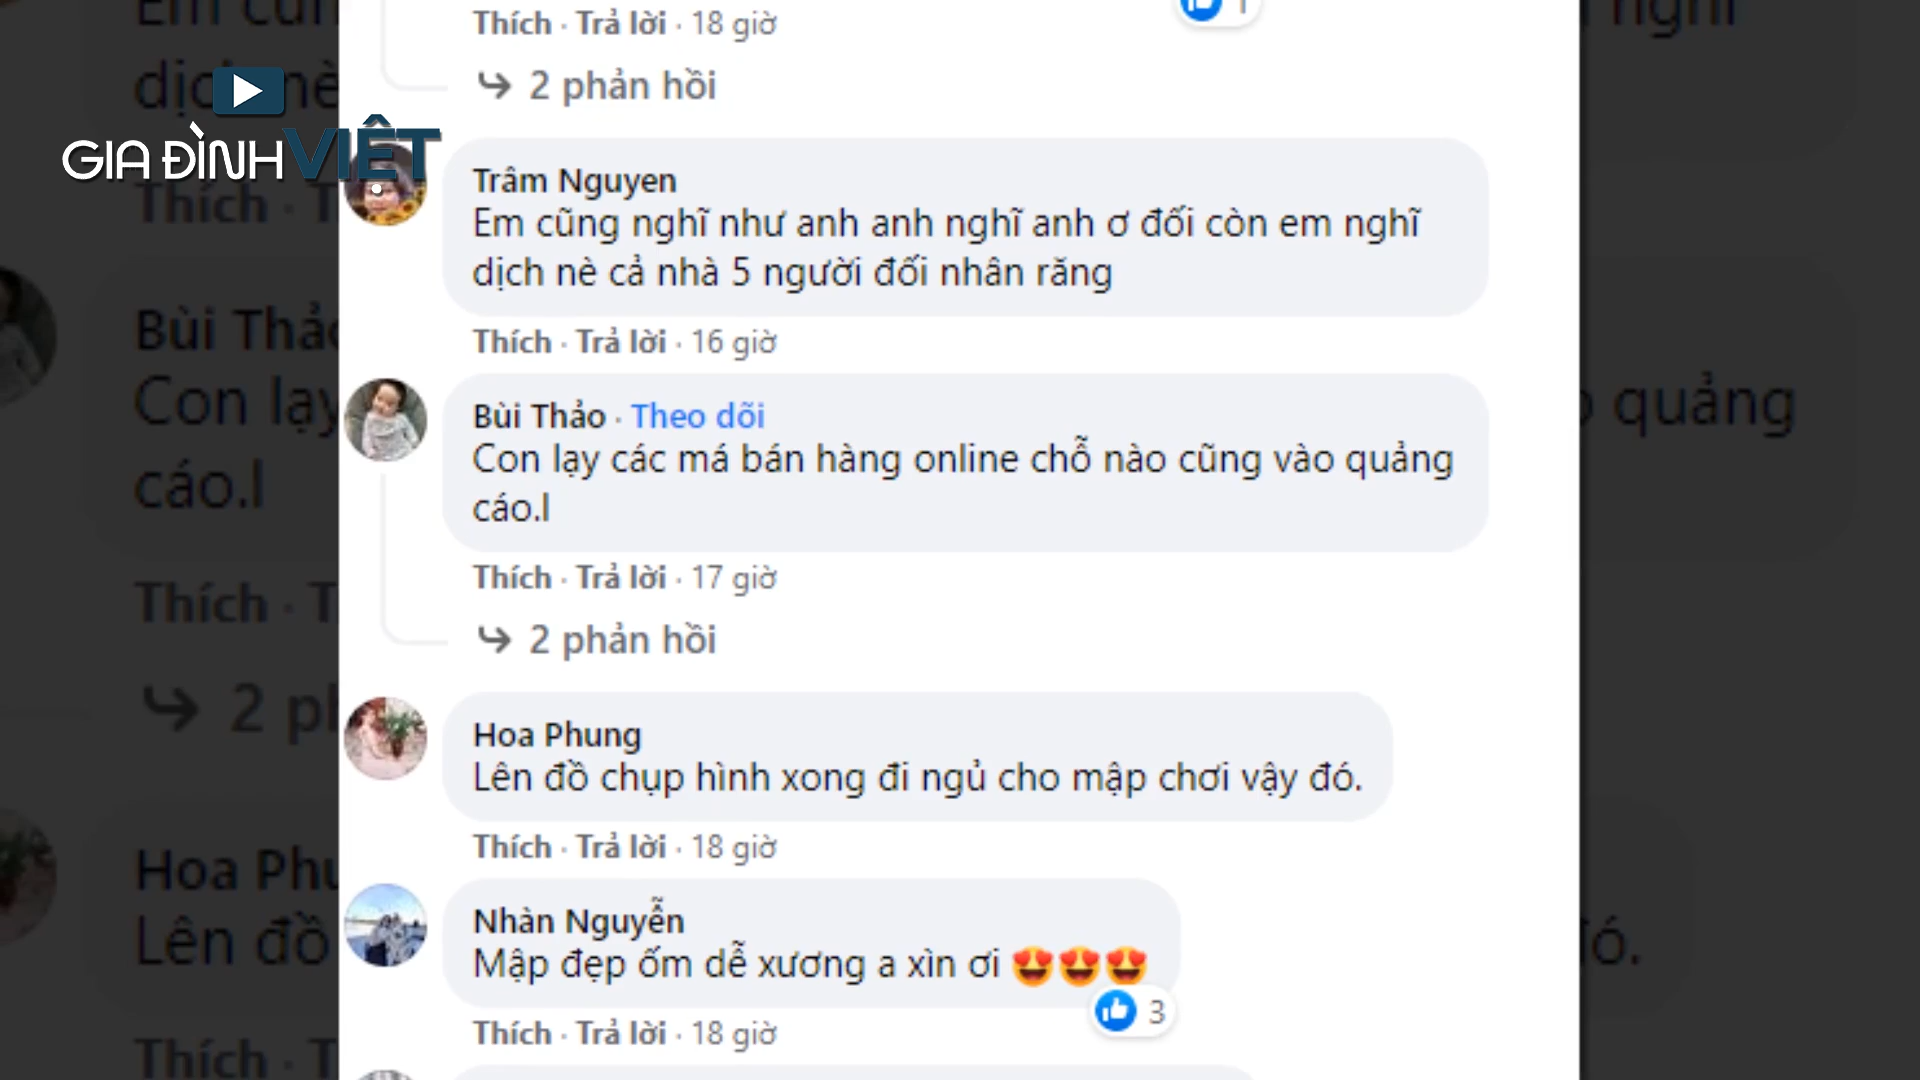 Thích · Trả lời · 18 giờ
1
2 phản hồi
GIA ĐÌNH VIỆT
Trâm Nguyen
Em cũng nghĩ như anh anh nghĩ anh ơ đối còn em nghĩ
dịch nè cả nhà 5 người đối nhân răng
Thích · Trả lời · 16 giờ
Bùi Thảo · Theo dõi
Con lạy các má bán hàng online chỗ nào cũng vào quảng
cáo.l
Thích · Trả lời · 17 giờ
2 phản hồi
Hoa Phung
Lên đồ chụp hình xong đi ngủ cho mập chơi vậy đó.
Thích · Trả lời · 18 giờ
Nhàn Nguyễn
Mập đẹp ốm dễ xương a xìn ơi 😍😍😍
3
Thích · Trả lời · 18 giờ